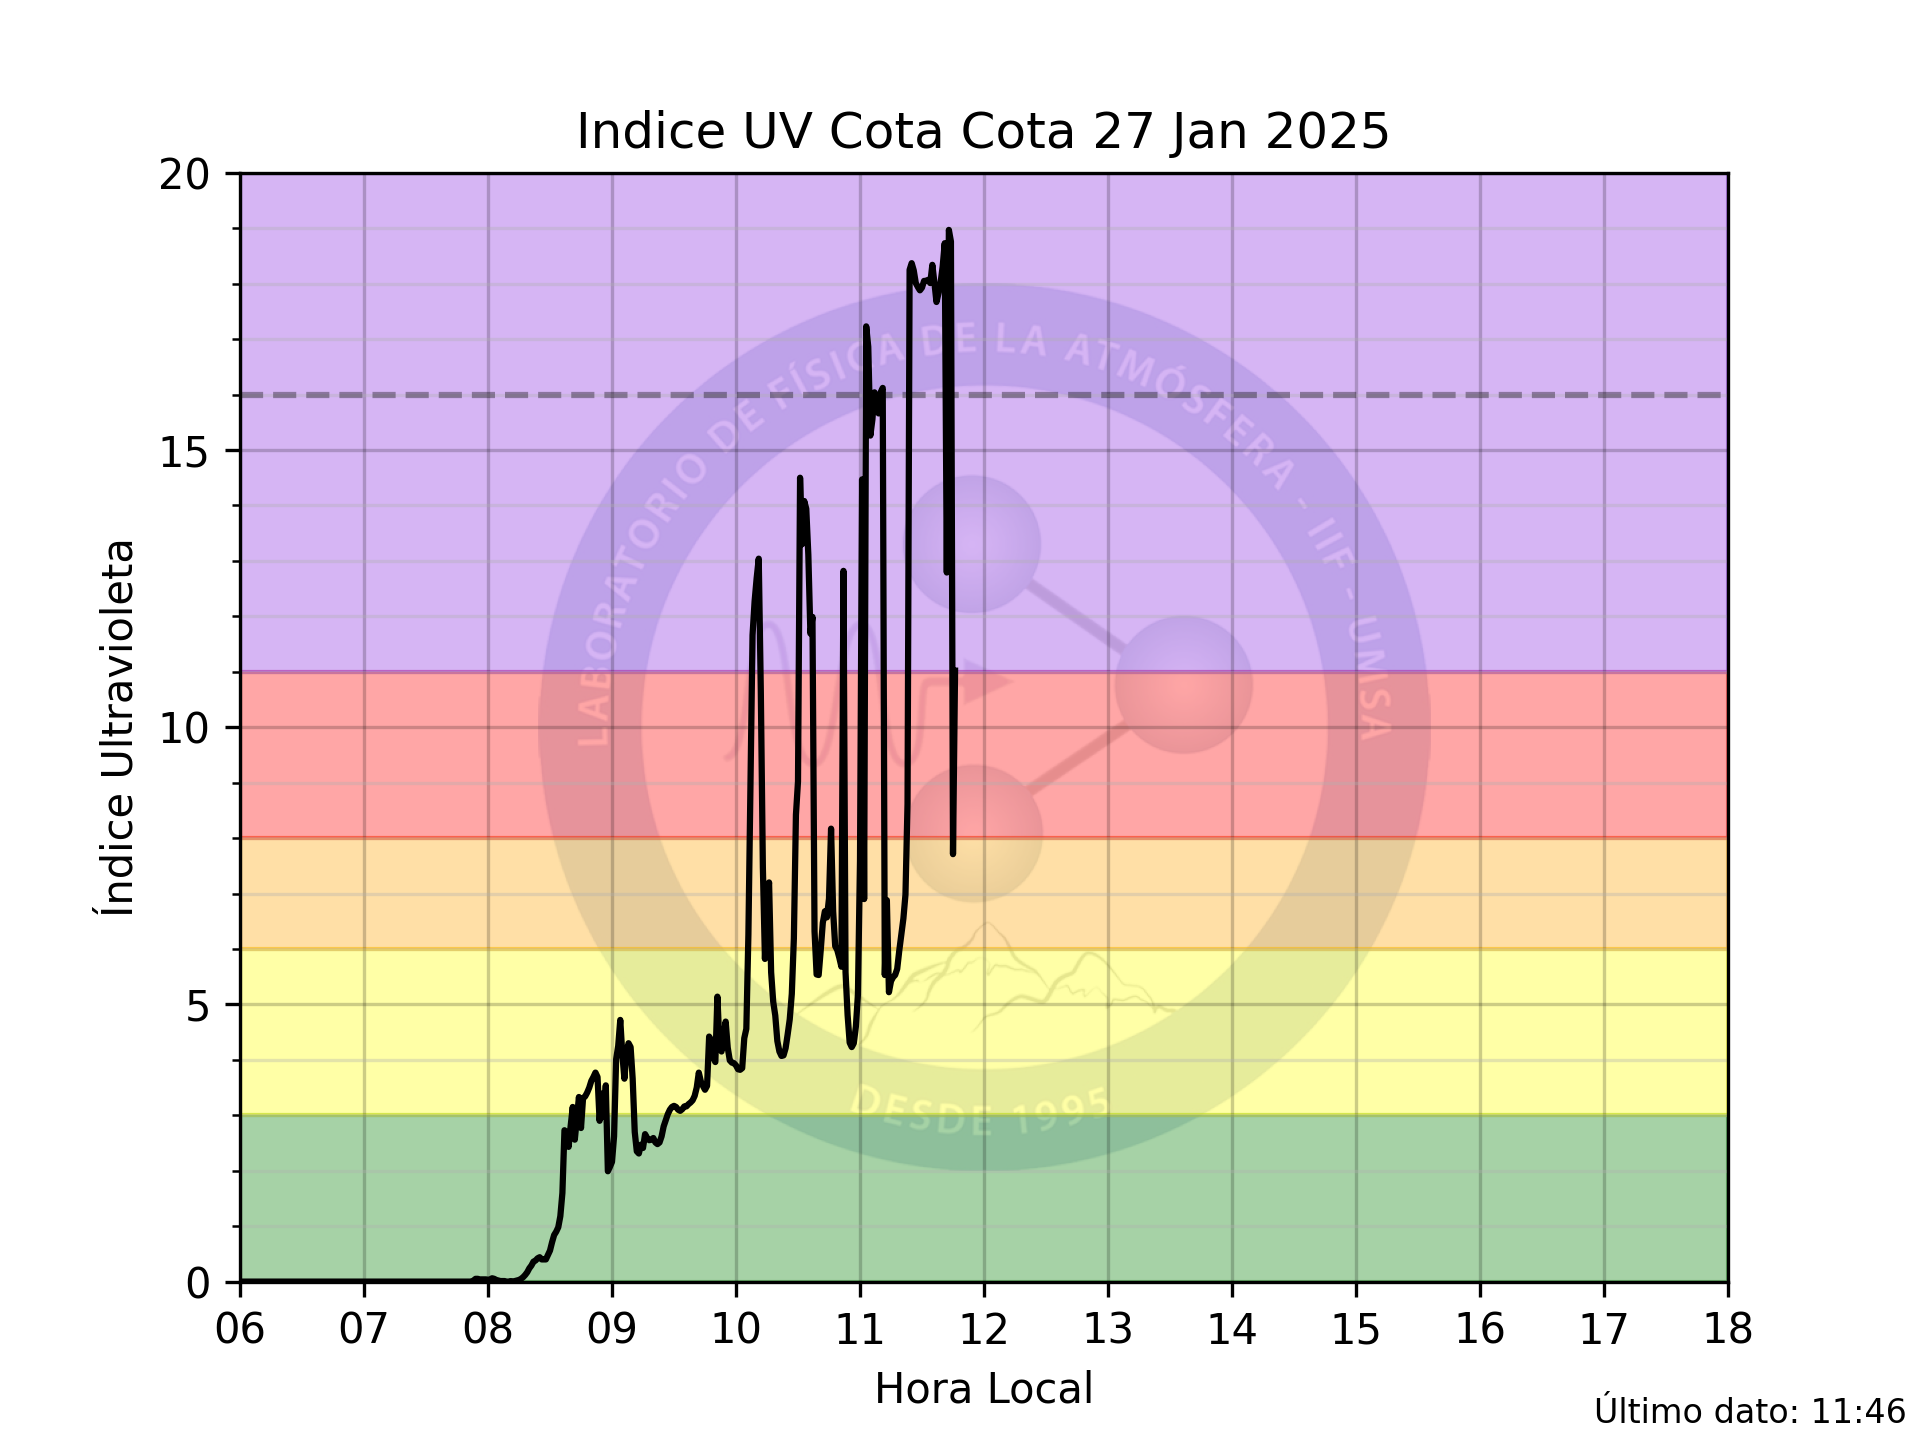 Indice UV Cota Cota 27 Jan 2025
20
15
10
5
0
Índice Ultravioleta
LABORATORIO DE FÍSICA DE LA ATMÓSFERA - IIF - UMSA
DESDE 1995
06 07 08 09 10 11 12 13 14 15 16 17 18
Hora Local
Último dato: 11:46